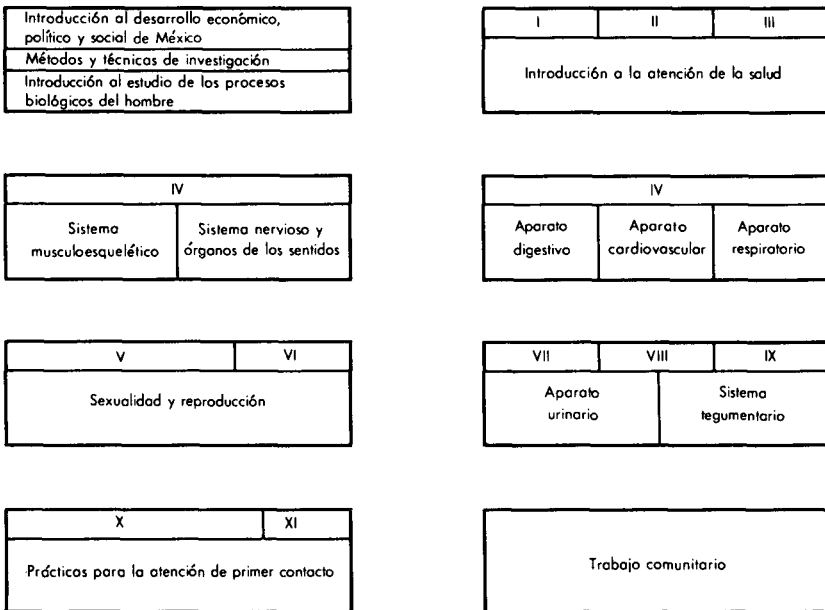 Introducción al desarrollo económico,
político y social de México
Métodos y técnicas de investigación
Introducción al estudio de los procesos
biológicos del hombre
I II III
Introducción a la atención de la salud
IV
Sistema
musculoesquelético
Sistema nervioso y
órganos de los sentidos
IV
Aparato
digestivo
Aparato
cardiovascular
Aparato
respiratorio
V VI
Sexualidad y reproducción
VII VIII IX
Aparato
urinario
Sistema
tegumentario
X XI
Prácticas para la atención de primer contacto
Trabajo comunitario